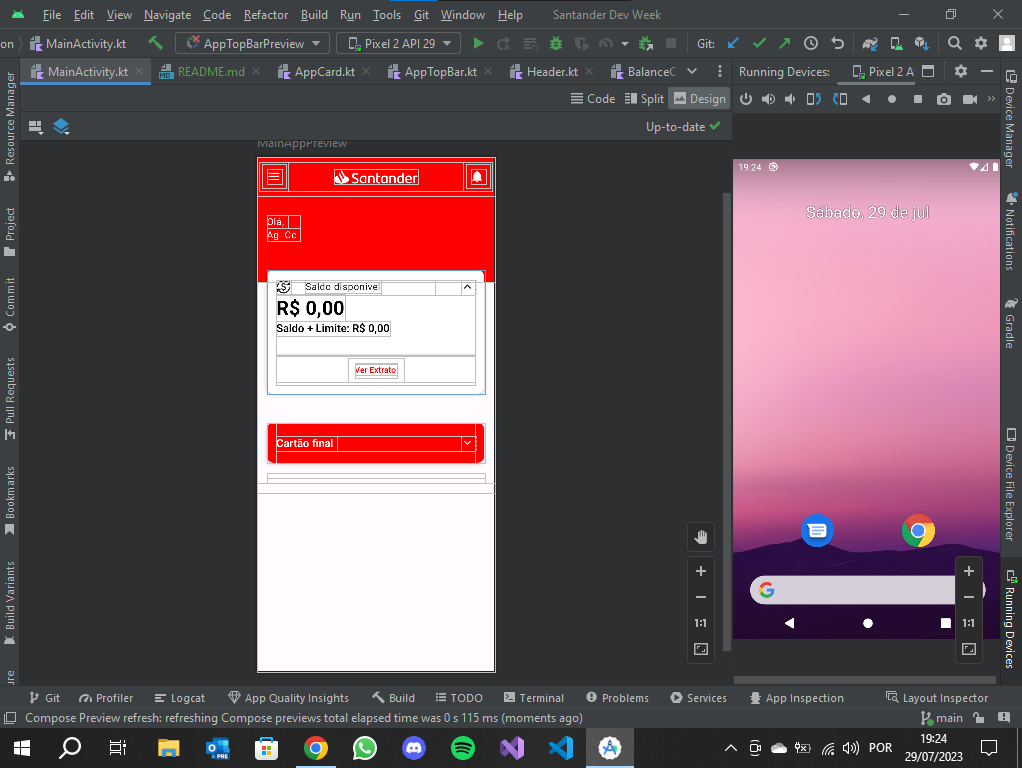 File Edit View Navigate Code Refactor Build Run Tools Git Window Help Santander Dev Week
on MainActivity.kt AppTopBarPreview Pixel 2 API 29 Git:
MainActivity.kt README.md AppCard.kt AppTopBar.kt Header.kt BalanceC Running Devices: Pixel 2 A
Code Split Design
Up-to-date
MainAppPreview
Santander
Olá,
Ag Cc
Saldo disponivel
R$ 0,00
Saldo + Limite: R$ 0,00
Ver Extrato
Cartão final
1:1
19:24
Sábado, 29 de jul
1:1
Resource Manager
Project
Commit
Pull Requests
Bookmarks
Build Variants
ure
Device Manager
Notifications
Gradle
Device File Explorer
Running Devices
Git Profiler Logcat App Quality Insights Build TODO Terminal Problems Services App Inspection Layout Inspector
Compose Preview refresh: refreshing Compose previews total elapsed time was 0 s 115 ms (moments ago) main
PRE
POR
19:24
29/07/2023